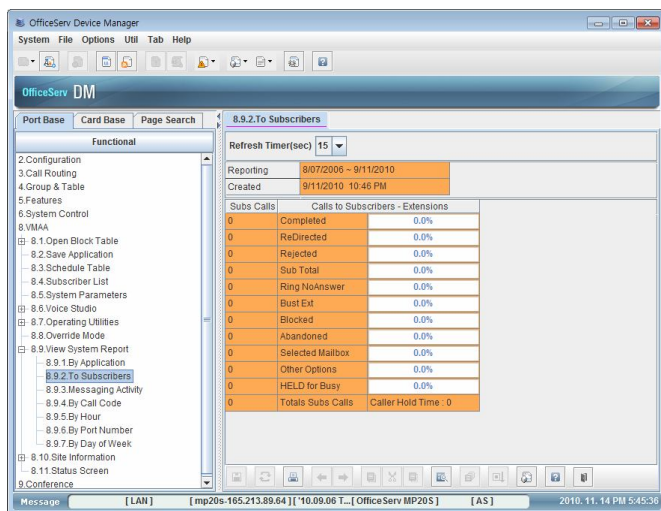 OfficeServ Device Manager
System File Options Util Tab Help
OfficeServ DM
Port Base Card Base Page Search
Functional
2.Configuration
3.Call Routing
4.Group & Table
5.Features
6.System Control
8.VMAA
8.1.Open Block Table
8.2.Save Application
8.3.Schedule Table
8.4.Subscriber List
8.5.System Parameters
8.6.Voice Studio
8.7.Operating Utilities
8.8.Override Mode
8.9.View System Report
8.9.1.By Application
8.9.2.To Subscribers
8.9.3.Messaging Activity
8.9.4.By Call Code
8.9.5.By Hour
8.9.6.By Port Number
8.9.7.By Day of Week
8.10.Site Information
8.11.Status Screen
9.Conference
8.9.2.To Subscribers
Refresh Timer(sec) 15
Reporting 8/07/2006 ~ 9/11/2010
Created 9/11/2010 10:46 PM
Subs Calls Calls to Subscribers - Extensions
0 Completed 0.0%
0 ReDirected 0.0%
0 Rejected 0.0%
0 Sub Total 0.0%
0 Ring NoAnswer 0.0%
0 Bust Ext 0.0%
0 Blocked 0.0%
0 Abandoned 0.0%
0 Selected Mailbox 0.0%
0 Other Options 0.0%
0 HELD for Busy 0.0%
0 Totals Subs Calls Caller Hold Time : 0
Message [ LAN ] [ mp20s-165.213.89.64 ] [ '10.09.06 T...[ OfficeServ MP20S ] [ AS ] 2010. 11. 14 PM 5:45:36